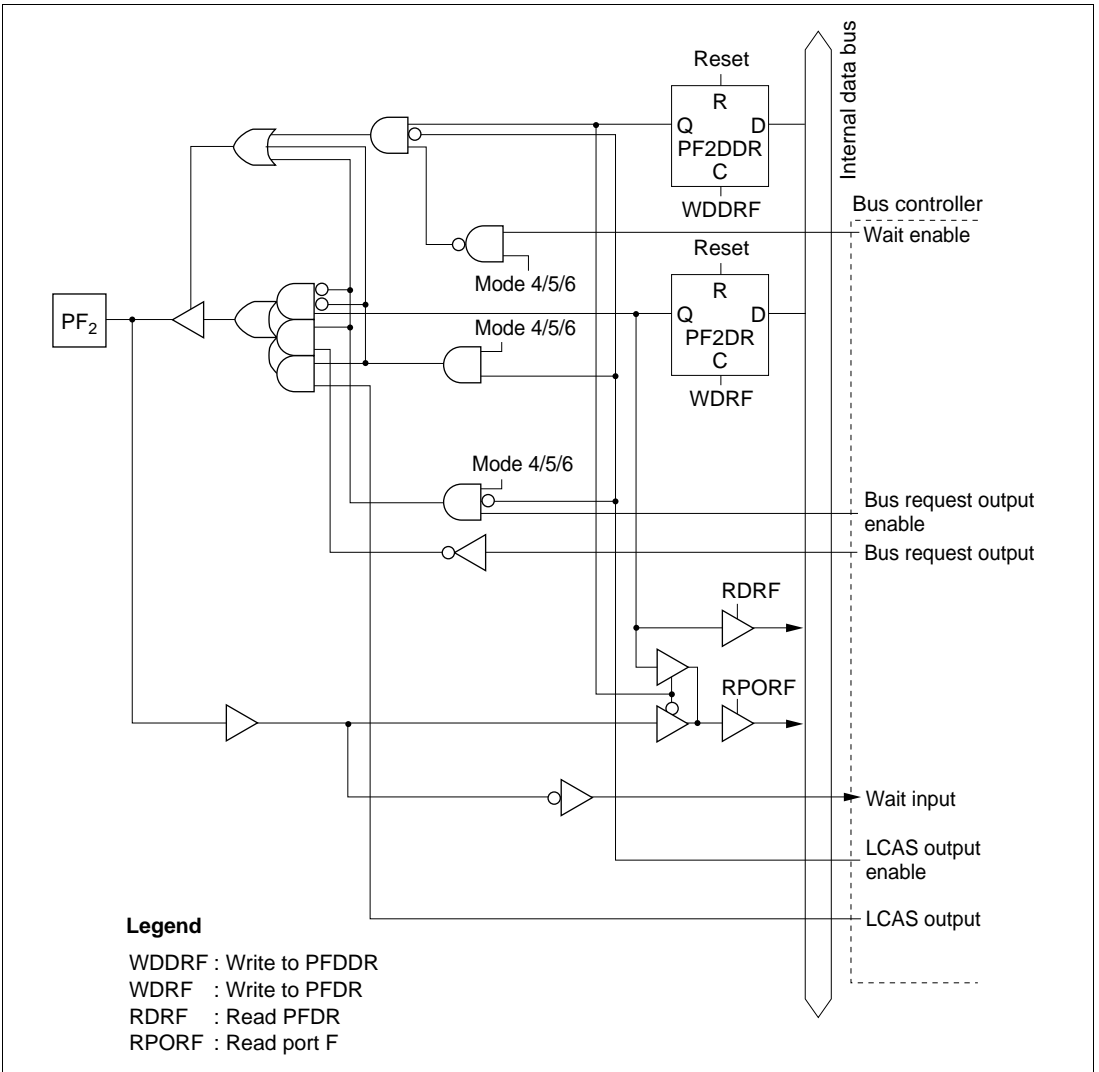 Reset
R
Q D
PF2DDR
C
WDDRF
Internal data bus
Bus controller
Wait enable
Mode 4/5/6
Reset
R
Q D
PF2DR
C
WDRF
PF2
Mode 4/5/6
Mode 4/5/6
Bus request output
enable
Bus request output
RDRF
RPORF
Wait input
LCAS output
enable
LCAS output
Legend
WDDRF : Write to PFDDR
WDRF : Write to PFDR
RDRF : Read PFDR
RPORF : Read port F